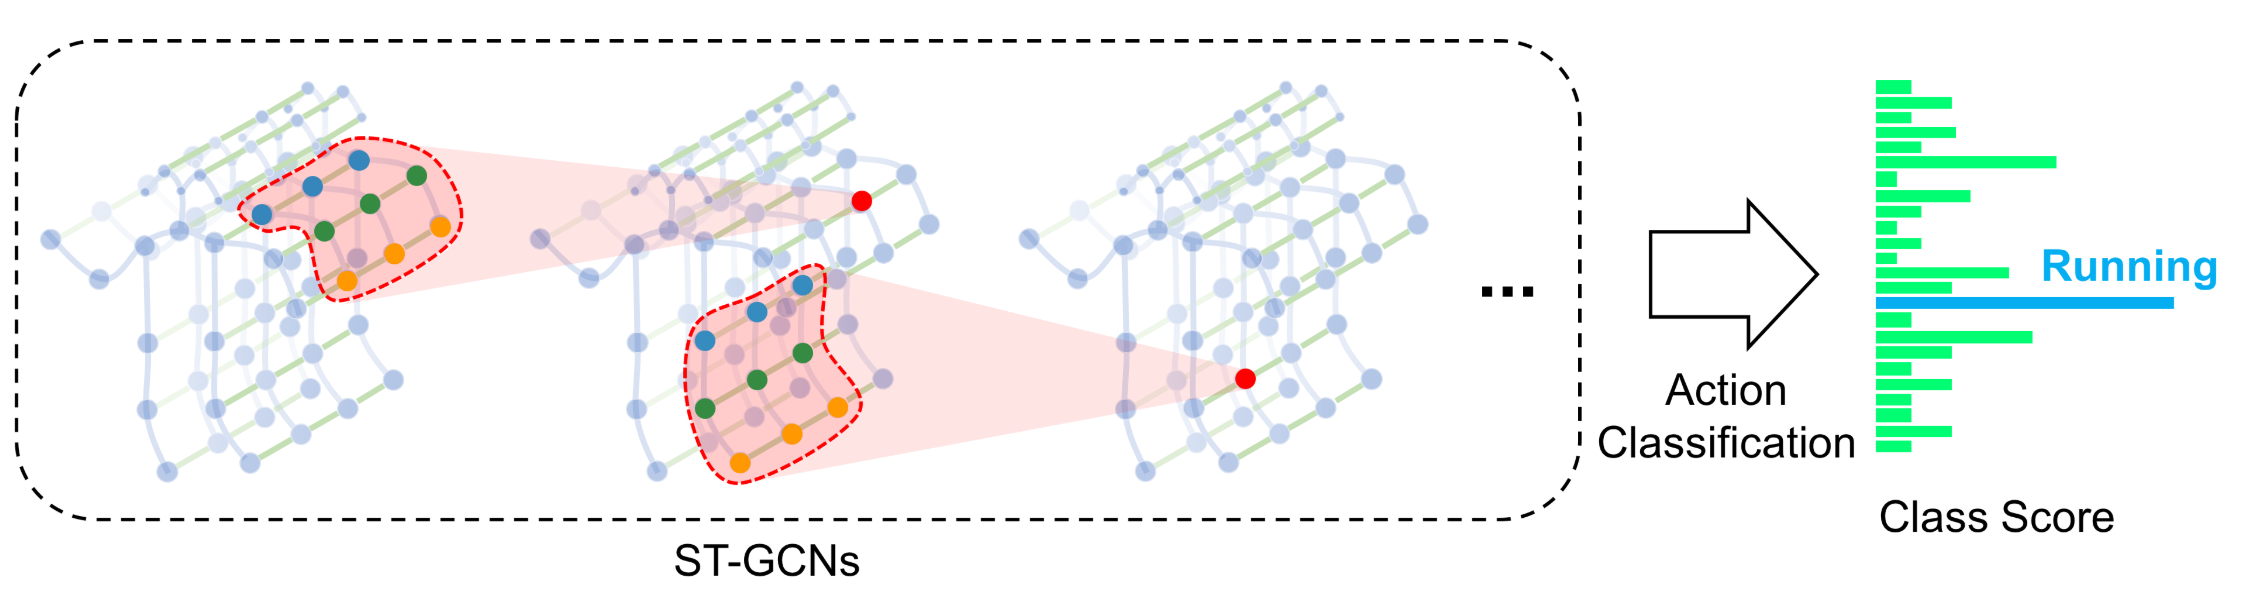 ...
Running
Action
Classification
Class Score
ST-GCNs